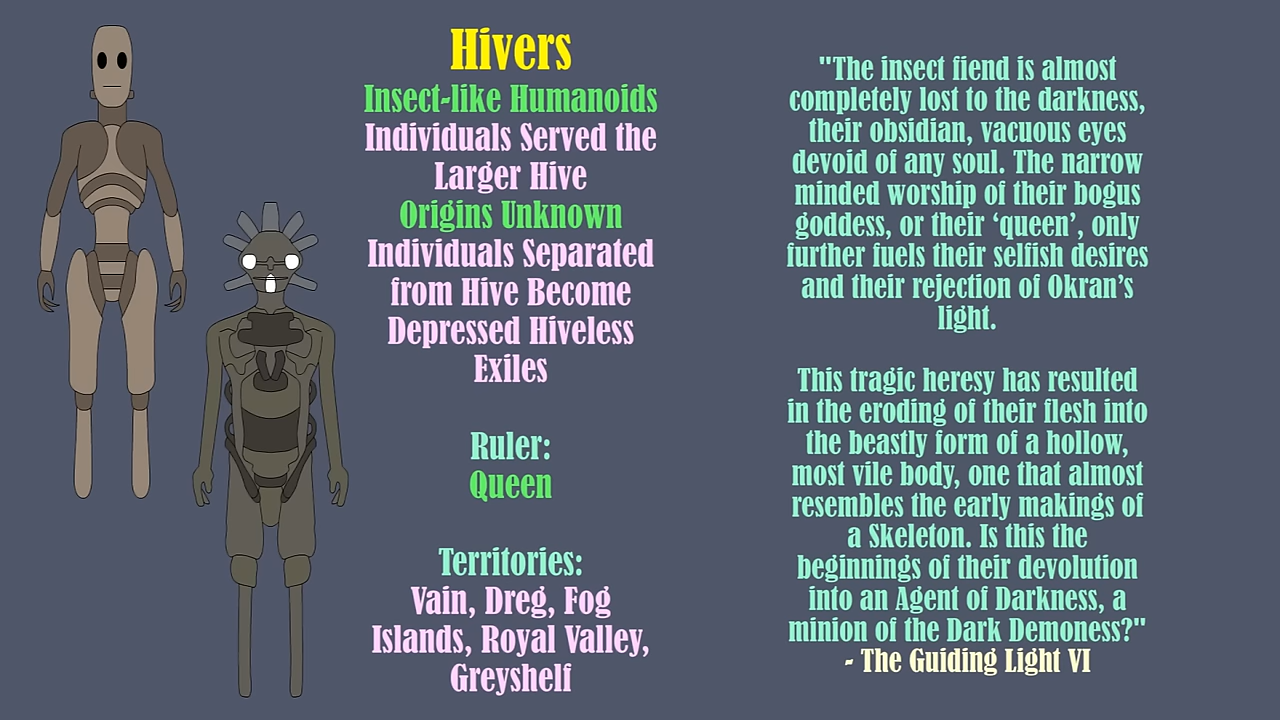 Hivers
Insect-like Humanoids
Individuals Served the
Larger Hive
Origins Unknown
Individuals Separated
from Hive Become
Depressed Hiveless
Exiles
Ruler:
Queen
Territories:
Vain, Dreg, Fog
Islands, Royal Valley,
Greyshelf
"The insect fiend is almost
completely lost to the darkness,
their obsidian, vacuous eyes
devoid of any soul. The narrow
minded worship of their bogus
goddess, or their ‘queen’, only
further fuels their selfish desires
and their rejection of Okran’s
light.
This tragic heresy has resulted
in the eroding of their flesh into
the beastly form of a hollow,
most vile body, one that almost
resembles the early makings of
a Skeleton. Is this the
beginnings of their devolution
into an Agent of Darkness, a
minion of the Dark Demoness?"
- The Guiding Light VI